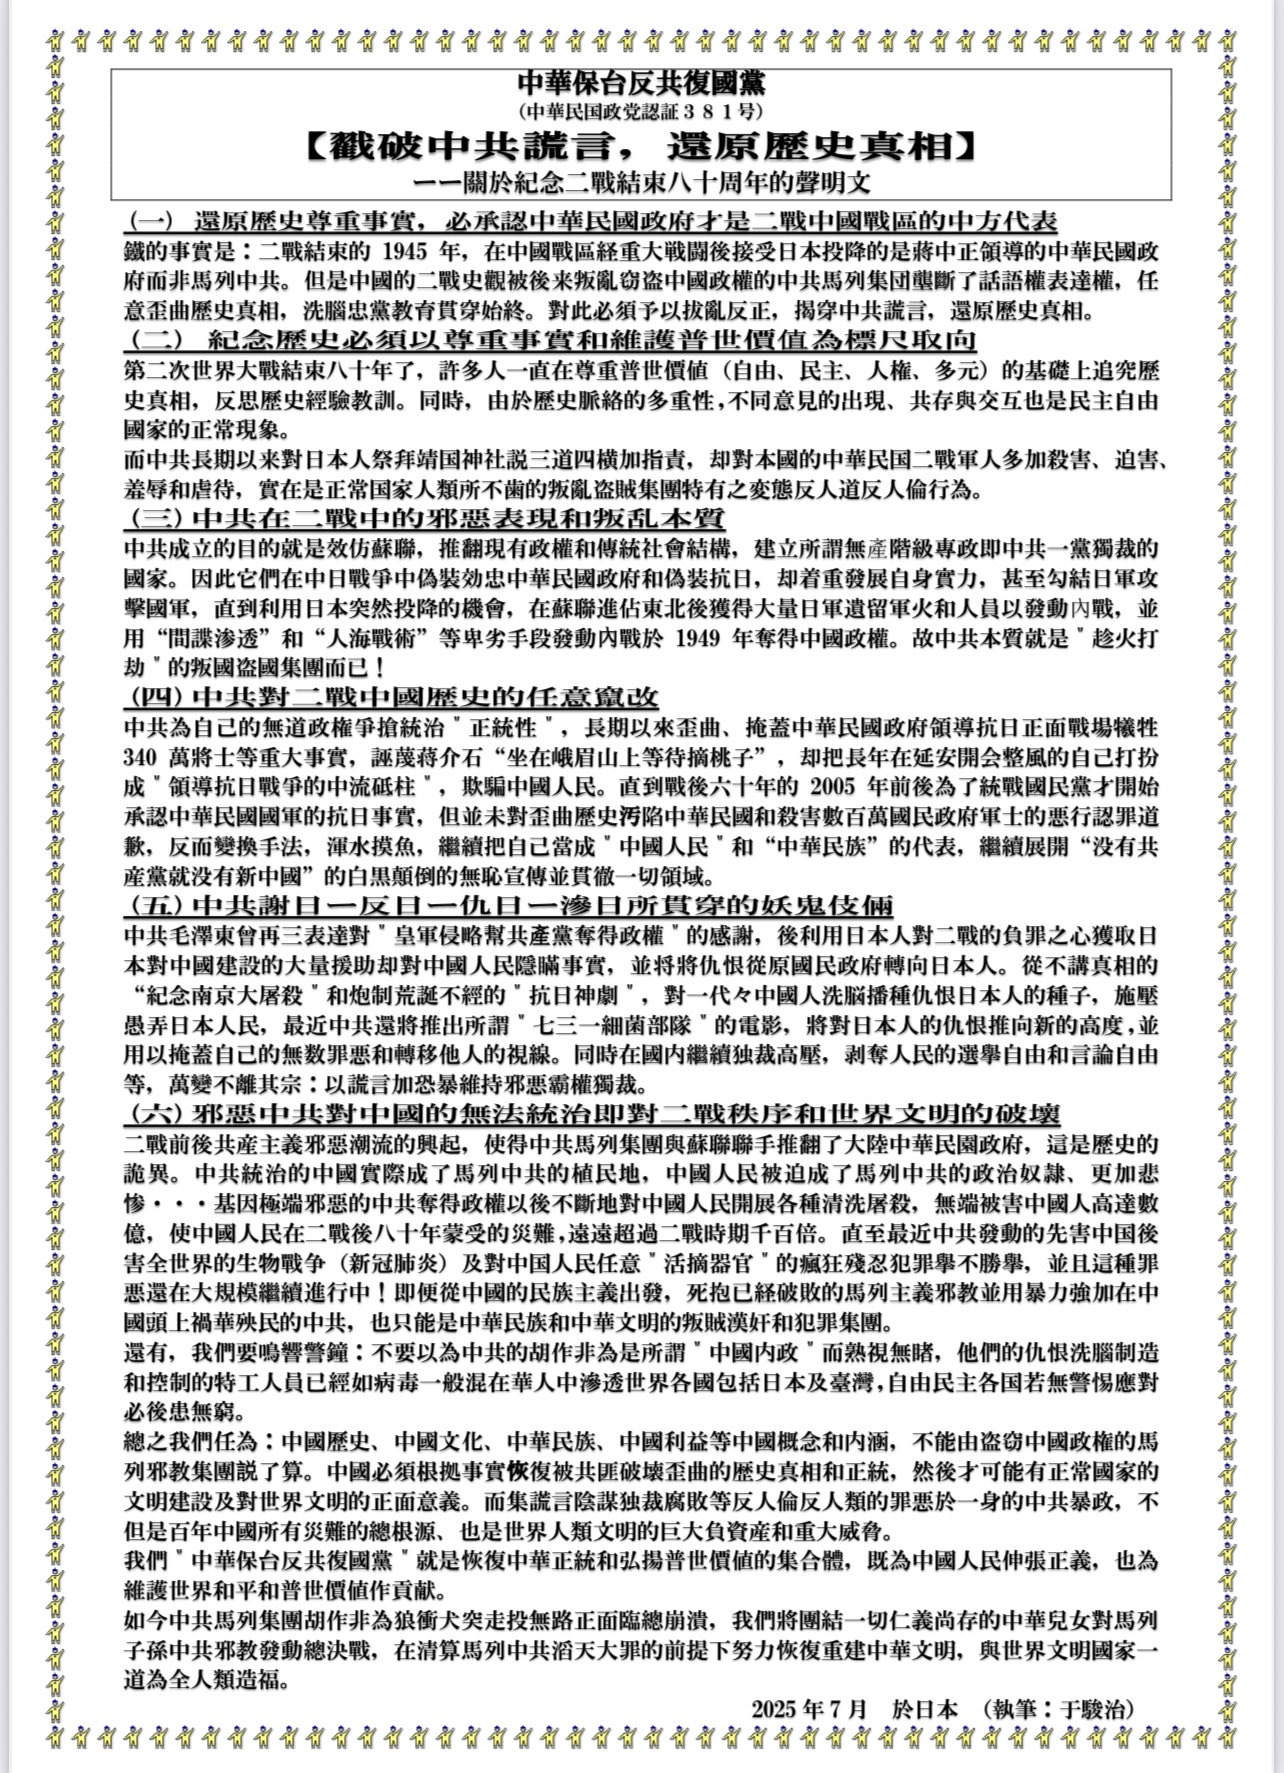 中華保台反共復國黨
(中華民国政党認証３８１号)
【戳破中共謊言，還原歷史真相】
ーー關於紀念二戰結束八十周年的聲明文
(一) 還原歷史尊重事實，必承認中華民國政府才是二戰中國戰區的中方代表
鐵的事實是：二戰結束的 1945 年，在中國戰區経重大戦闘後接受日本投降的是蔣中正領導的中華民國政
府而非馬列中共。但是中國的二戰史觀被後来叛亂窃盗中國政權的中共馬列集団壟斷了話語權表達權，任
意歪曲歷史真相，洗腦忠黨教育貫穿始終。對此必須予以拔亂反正，揭穿中共謊言，還原歷史真相。
(二) 紀念歷史必須以尊重事實和維護普世價值為標尺取向
第二次世界大戰結束八十年了，許多人一直在尊重普世價値（自由、民主、人権、多元）的基礎上追究歷
史真相，反思歷史經驗教訓。同時，由於歷史脈絡的多重性,不同意見的出現、共存與交互也是民主自由
國家的正常現象。
而中共長期以来對日本人祭拜靖国神社説三道四横加指責，却對本國的中華民国二戰軍人多加殺害、迫害、
羞辱和虐待，實在是正常国家人類所不歯的叛亂盗賊集團特有之変態反人道反人倫行為。
(三) 中共在二戰中的邪惡表現和叛乱本質
中共成立的目的就是效仿蘇聯，推翻現有政權和傳統社會結構，建立所謂無產階級專政即中共一黨獨裁的
國家。因此它們在中日戰爭中偽裝効忠中華民國政府和偽装抗日，却着重發展自身實力，甚至勾結日軍攻
擊國軍，直到利用日本突然投降的機會，在蘇聯進佔東北後獲得大量日軍遺留軍火和人員以發動內戰，並
用“間諜滲透”和“人海戰術”等卑劣手段發動內戰於 1949 年奪得中國政權。故中共本質就是＂趁火打
劫＂的叛國盗國集團而已！
(四) 中共對二戰中國歷史的任意竄改
中共為自己的無道政権爭搶統治＂正統性＂，長期以來歪曲、掩蓋中華民國政府領導抗日正面戰場犧牲
340 萬將士等重大事實，誣蔑蔣介石“坐在峨眉山上等待摘桃子”，却把長年在延安開会整風的自己打扮
成＂領導抗日戰爭的中流砥柱＂，欺騙中國人民。直到戰後六十年的 2005 年前後為了統戰國民黨才開始
承認中華民國國軍的抗日事實，但並未對歪曲歷史汚陷中華民國和殺害數百萬國民政府軍士的悪行認罪道
歉，反而變換手法，渾水摸魚，繼續把自己當成＂中國人民＂和“中華民族”的代表，繼續展開“没有共
産黨就没有新中國”的白黒顛倒的無恥宣傳並貫徹一切領域。
(五) 中共謝日ー反日ー仇日ー滲日所貫穿的妖鬼伎倆
中共毛澤東曾再三表達對＂皇軍侵略幫共產黨奪得政權＂的感謝，後利用日本人對二戰的負罪之心獲取日
本對中國建設的大量援助却對中國人民隱瞞事實，並将將仇恨從原國民政府轉向日本人。從不講真相的
“紀念南京大屠殺＂和炮制荒誕不經的＂抗日神劇＂，對一代々中國人洗脳播種仇恨日本人的種子，施壓
愚弄日本人民，最近中共還將推出所謂＂七三一細菌部隊＂的電影，將對日本人的仇恨推向新的高度,並
用以掩蓋自己的無数罪悪和轉移他人的視線。同時在國内繼續独裁高壓，剥奪人民的選擧自由和言論自由
等，萬變不離其宗：以謊言加恐暴維持邪悪霸權獨裁。
(六) 邪惡中共對中國的無法統治即對二戰秩序和世界文明的破壞
二戰前後共産主義邪惡潮流的興起，使得中共馬列集團與蘇聯聯手推翻了大陸中華民園政府，這是歷史的
詭異。中共統治的中國實際成了馬列中共的植民地，中國人民被迫成了馬列中共的政治奴隷、更加悲
惨・・・基因極端邪惡的中共奪得政權以後不斷地對中國人民開展各種清洗屠殺，無端被害中國人高達數
億，使中國人民在二戰後八十年蒙受的災難,遠遠超過二戰時期千百倍。直至最近中共發動的先害中国後
害全世界的生物戰争（新冠肺炎）及對中国人民任意＂活摘器官＂的瘋狂殘忍犯罪舉不勝舉，並且這種罪
悪還在大規模繼續進行中！即便從中國的民族主義出發，死抱已経破敗的馬列主義邪教並用暴力強加在中
國頭上禍華殃民的中共，也只能是中華民族和中華文明的叛賊漢奸和犯罪集團。
還有，我們要鳴響警鐘：不要以為中共的胡作非為是所謂＂中國内政＂而熟視無睹，他們的仇恨洗腦制造
和控制的特工人員已經如病毒一般混在華人中滲透世界各國包括日本及臺灣,自由民主各国若無警惕應對
必後患無窮。
總之我們任為：中國歷史、中國文化、中華民族、中國利益等中國概念和内涵，不能由盗窃中國政権的馬
列邪教集團説了算。中國必須根拠事實恢復被共匪破壊歪曲的歷史真相和正統，然後才可能有正常國家的
文明建設及對世界文明的正面意義。而集謊言陰謀独裁腐敗等反人倫反人類的罪悪於一身的中共暴政，不
但是百年中國所有災難的總根源、也是世界人類文明的巨大負資産和重大威脅。
我們＂中華保台反共復國黨＂就是恢復中華正統和弘揚普世價値的集合體，既為中國人民伸張正義，也為
維護世界和平和普世價値作貢献。
如今中共馬列集團胡作非為狼衝犬突走投無路正面臨總崩潰，我們將團結一切仁義尚存的中華兒女對馬列
子孫中共邪教發動總決戰，在清算馬列中共滔天大罪的前提下努力恢復重建中華文明，與世界文明國家一
道為全人類造福。
2025 年 7 月　於日本　（執筆：于駿治）